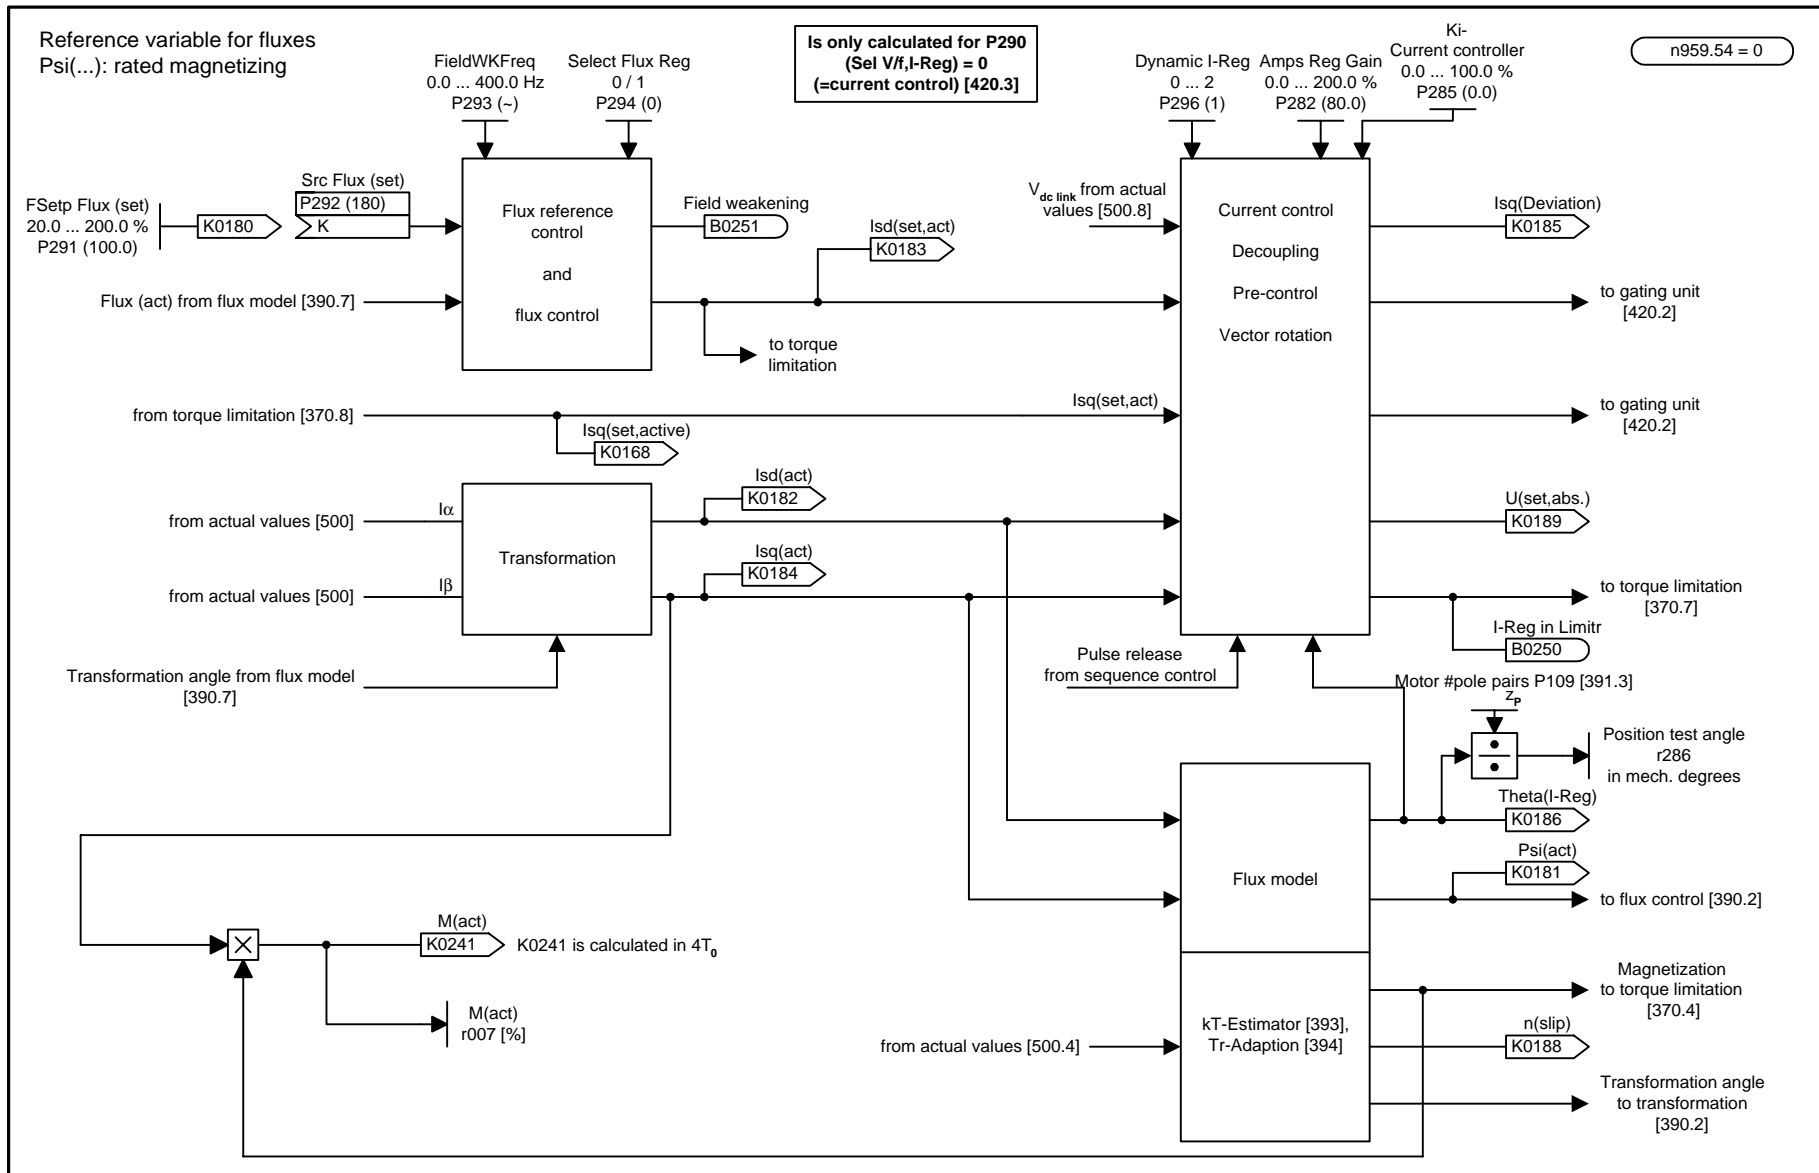 Reference variable for fluxes
Psi(...): rated magnetizing
FieldWKFreq
0.0 ... 400.0 Hz
P293 (~)
Select Flux Reg
0 / 1
P294 (0)
Is only calculated for P290
(Sel V/f,I-Reg) = 0
(=current control) [420.3]
Dynamic I-Reg
0 ... 2
P296 (1)
Amps Reg Gain
0.0 ... 200.0 %
P282 (80.0)
Ki-
Current controller
0.0 ... 100.0 %
P285 (0.0)
n959.54 = 0
FSetp Flux (set)
20.0 ... 200.0 %
P291 (100.0)
K0180
Src Flux (set)
P292 (180)
K
Flux reference
control
and
flux control
Field weakening
B0251
Isd(set,act)
K0183
Vdc link from actual
values [500.8]
Current control
Decoupling
Pre-control
Vector rotation
Isq(Deviation)
K0185
Flux (act) from flux model [390.7]
to gating unit
[420.2]
to torque
limitation
from torque limitation [370.8]
Isq(set,act)
to gating unit
[420.2]
Isq(set,active)
K0168
Isd(act)
K0182
U(set,abs.)
K0189
from actual values [500]
Iα
Transformation
Isq(act)
K0184
from actual values [500]
Iβ
to torque limitation
[370.7]
I-Reg in Limitr
B0250
Transformation angle from flux model
[390.7]
Pulse release
from sequence control
Motor #pole pairs P109 [391.3]
zP
Position test angle
r286
in mech. degrees
Theta(I-Reg)
K0186
Flux model
Psi(act)
K0181
to flux control [390.2]
M(act)
K0241
K0241 is calculated in 4T0
M(act)
r007 [%]
Magnetization
to torque limitation
[370.4]
kT-Estimator [393],
Tr-Adaption [394]
from actual values [500.4]
n(slip)
K0188
Transformation angle
to transformation
[390.2]